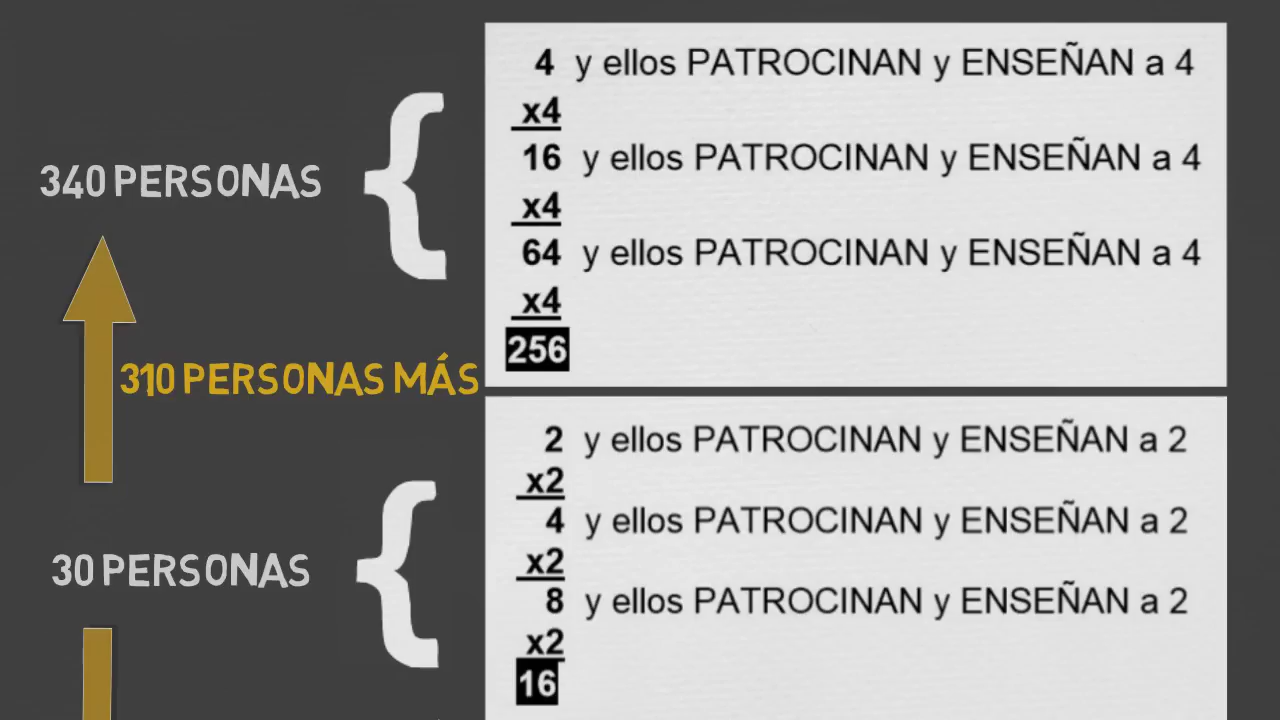 4 y ellos PATROCINAN y ENSEÑAN a 4
x4
16 y ellos PATROCINAN y ENSEÑAN a 4
x4
64 y ellos PATROCINAN y ENSEÑAN a 4
x4
256
340 PERSONAS
310 PERSONAS MÁS
2 y ellos PATROCINAN y ENSEÑAN a 2
x2
4 y ellos PATROCINAN y ENSEÑAN a 2
x2
8 y ellos PATROCINAN y ENSEÑAN a 2
x2
16
30 PERSONAS